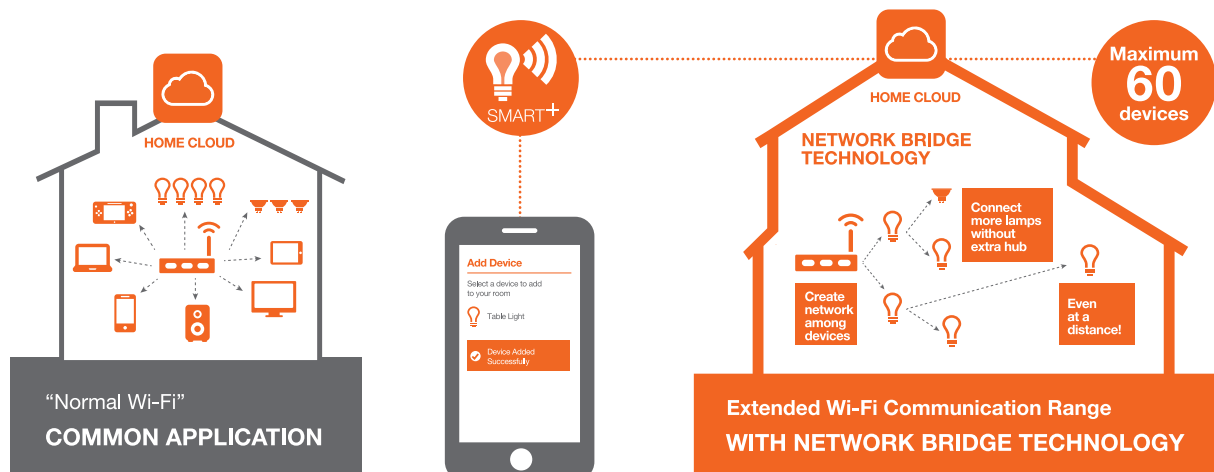 HOME CLOUD
“Normal Wi-Fi”
COMMON APPLICATION
SMART+
Add Device
Select a device to add
to your room
Table Light
Device Added
Successfully
HOME CLOUD
Maximum
60
devices
NETWORK BRIDGE
TECHNOLOGY
Connect
more lamps
without
extra hub
Create
network
among
devices
Even
at a
distance!
Extended Wi-Fi Communication Range
WITH NETWORK BRIDGE TECHNOLOGY